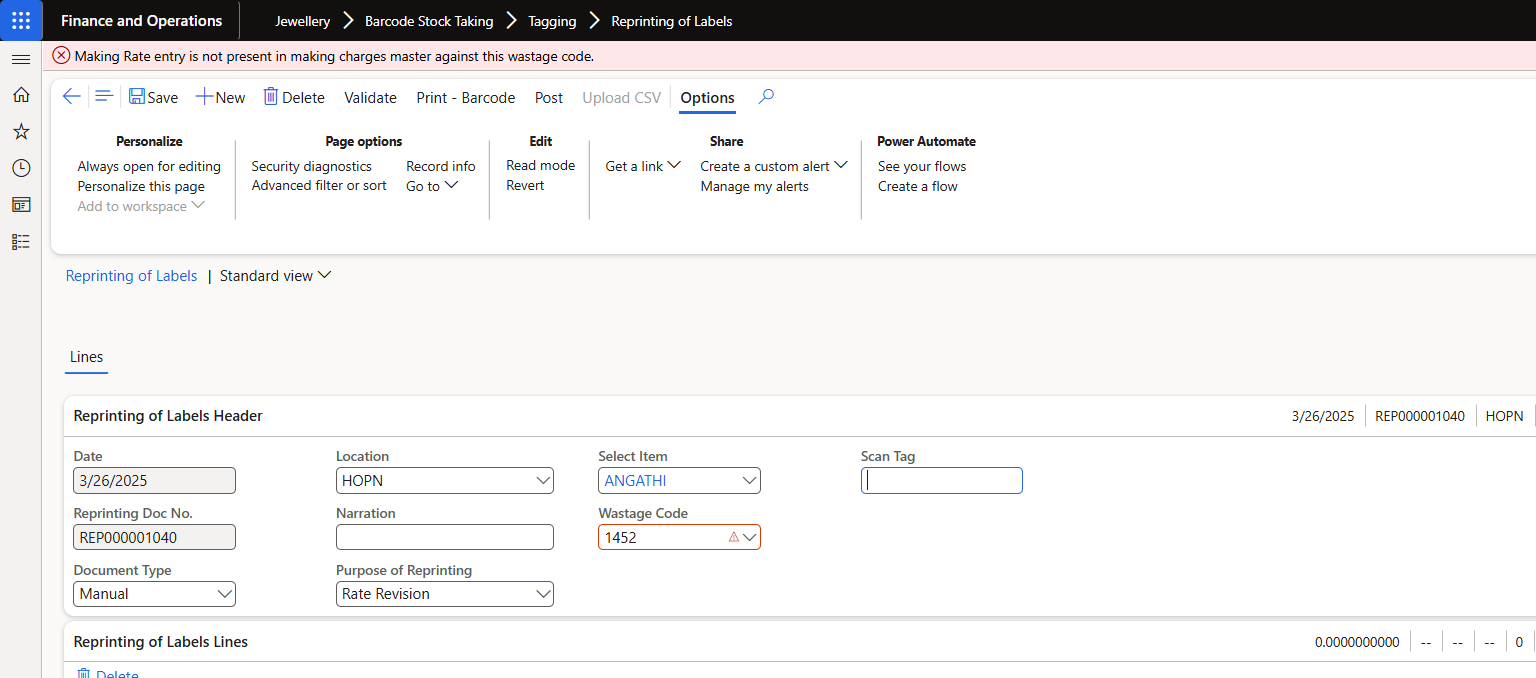 Finance and Operations Jewellery Barcode Stock Taking Tagging Reprinting of Labels
Making Rate entry is not present in making charges master against this wastage code.
Save New Delete Validate Print - Barcode Post Upload CSV Options
Personalize Page options Edit Share Power Automate
Always open for editing Security diagnostics Record info Read mode Get a link Create a custom alert See your flows
Personalize this page Advanced filter or sort Go to Revert Manage my alerts Create a flow
Add to workspace
Reprinting of Labels | Standard view
Lines
Reprinting of Labels Header 3/26/2025 REP000001040 HOPN
Date Location Select Item Scan Tag
3/26/2025 HOPN ANGATHI
Reprinting Doc No. Narration Wastage Code
REP000001040 1452
Document Type Purpose of Reprinting
Manual Rate Revision
Reprinting of Labels Lines 0.0000000000 -- -- -- 0
Delete